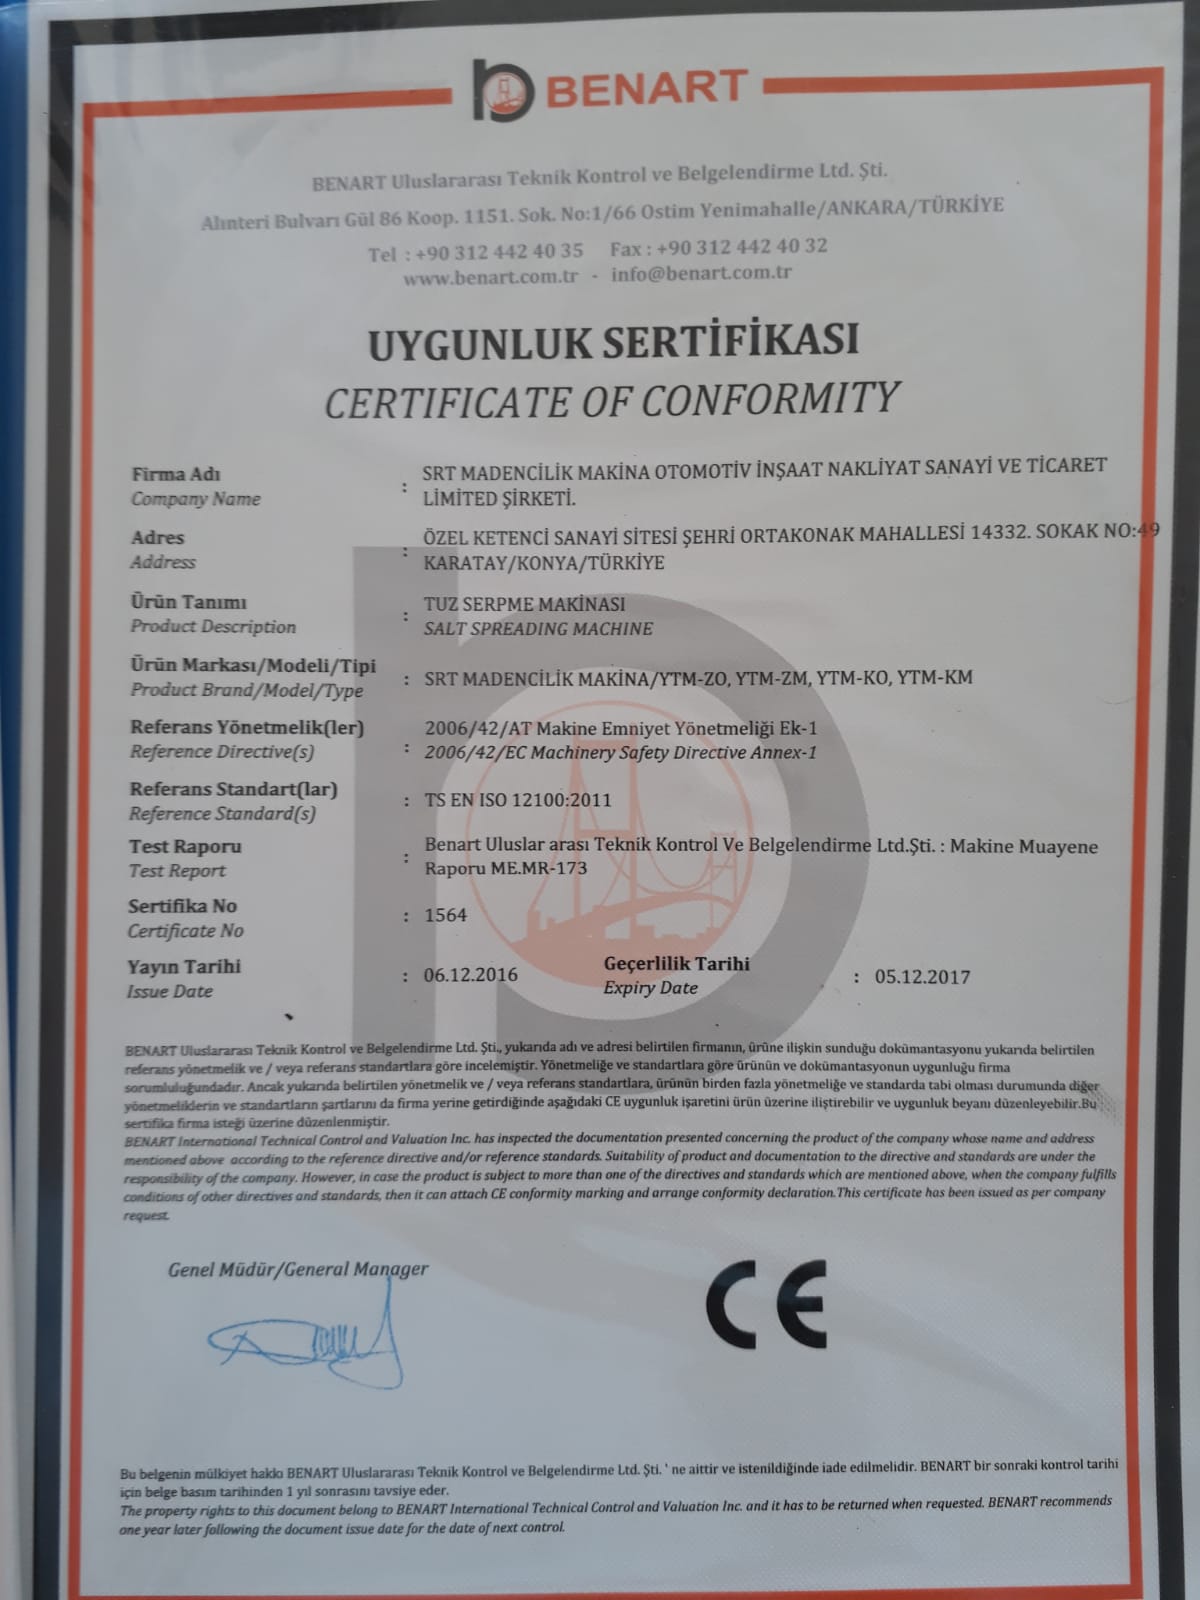 BENART
BENART Uluslararası Teknik Kontrol ve Belgelendirme Ltd. Şti.
Alınteri Bulvarı Gül 86 Koop. 1151. Sok. No:1/66 Ostim Yenimahalle/ANKARA/TÜRKİYE
Tel : +90 312 442 40 35 Fax : +90 312 442 40 32
www.benart.com.tr - info@benart.com.tr
UYGUNLUK SERTİFİKASI
CERTIFICATE OF CONFORMITY
Firma Adı
Company Name
: SRT MADENCİLİK MAKİNA OTOMOTİV İNŞAAT NAKLİYAT SANAYİ VE TİCARET
LİMİTED ŞİRKETİ.
Adres
Address
: ÖZEL KETENCİ SANAYİ SİTESİ ŞEHRİ ORTAKONAK MAHALLESİ 14332. SOKAK NO:49
KARATAY/KONYA/TÜRKİYE
Ürün Tanımı
Product Description
: TUZ SERPME MAKİNASI
SALT SPREADING MACHINE
Ürün Markası/Modeli/Tipi
Product Brand/Model/Type
: SRT MADENCİLİK MAKİNA/YTM-ZO, YTM-ZM, YTM-KO, YTM-KM
Referans Yönetmelik(ler)
Reference Directive(s)
: 2006/42/AT Makine Emniyet Yönetmeliği Ek-1
2006/42/EC Machinery Safety Directive Annex-1
Referans Standart(lar)
Reference Standard(s)
: TS EN ISO 12100:2011
Test Raporu
Test Report
: Benart Uluslar arası Teknik Kontrol Ve Belgelendirme Ltd.Şti. : Makine Muayene
Raporu ME.MR-173
Sertifika No
Certificate No
: 1564
Yayın Tarihi
Issue Date
: 06.12.2016
Geçerlilik Tarihi
Expiry Date
: 05.12.2017
BENART Uluslararası Teknik Kontrol ve Belgelendirme Ltd. Şti., yukarıda adı ve adresi belirtilen firmanın, ürüne ilişkin sunduğu dokümantasyonu yukarıda belirtilen
referans yönetmelik ve / veya referans standartlara göre incelemiştir. Yönetmeliğe ve standartlara göre ürünün ve dokümantasyonun uygunluğu firma
sorumluluğundadır. Ancak yukarıda belirtilen yönetmelik ve / veya referans standartlara, ürünün birden fazla yönetmeliğe ve standarda tabi olması durumunda diğer
yönetmeliklerin ve standartların şartlarını da firma yerine getirdiğinde aşağıdaki CE uygunluk işaretini ürün üzerine iliştirebilir ve uygunluk beyanı düzenleyebilir.Bu
sertifika firma isteği üzerine düzenlenmiştir.
BENART International Technical Control and Valuation Inc. has inspected the documentation presented concerning the product of the company whose name and address
mentioned above according to the reference directive and/or reference standards. Suitability of product and documentation to the directive and standards are under the
responsibility of the company. However, in case the product is subject to more than one of the directives and standards which are mentioned above, when the company fulfills
conditions of other directives and standards, then it can attach CE conformity marking and arrange conformity declaration.This certificate has been issued as per company
request.
Genel Müdür/General Manager
CE
Bu belgenin mülkiyet hakkı BENART Uluslararası Teknik Kontrol ve Belgelendirme Ltd. Şti. ' ne aittir ve istenildiğinde iade edilmelidir. BENART bir sonraki kontrol tarihi
için belge basım tarihinden 1 yıl sonrasını tavsiye eder.
The property rights to this document belong to BENART International Technical Control and Valuation Inc. and it has to be returned when requested. BENART recommends
one year later following the document issue date for the date of next control.